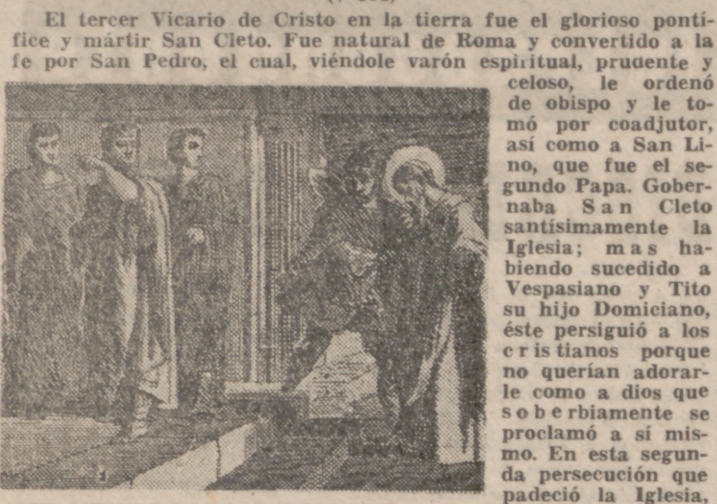 El tercer Vicario de Cristo en la tierra fue el glorioso pontí-
fice y mártir San Cleto. Fue natural de Roma y convertido a la
fe por San Pedro, el cual, viéndole varón espiritual, prudente y
celoso, le ordenó
de obispo y le to-
mó por coadjutor,
así como a San Li-
no, que fue el se-
gundo Papa. Gober-
naba San Cleto
santísimamente la
Iglesia; mas ha-
biendo sucedido a
Vespasiano y Tito
su hijo Domiciano,
éste persiguió a los
cristianos porque
no querían adorar-
le como a dios que
soberbiamente se
proclamó a sí mis-
mo. En esta segun-
da persecución que
padeció la Iglesia,